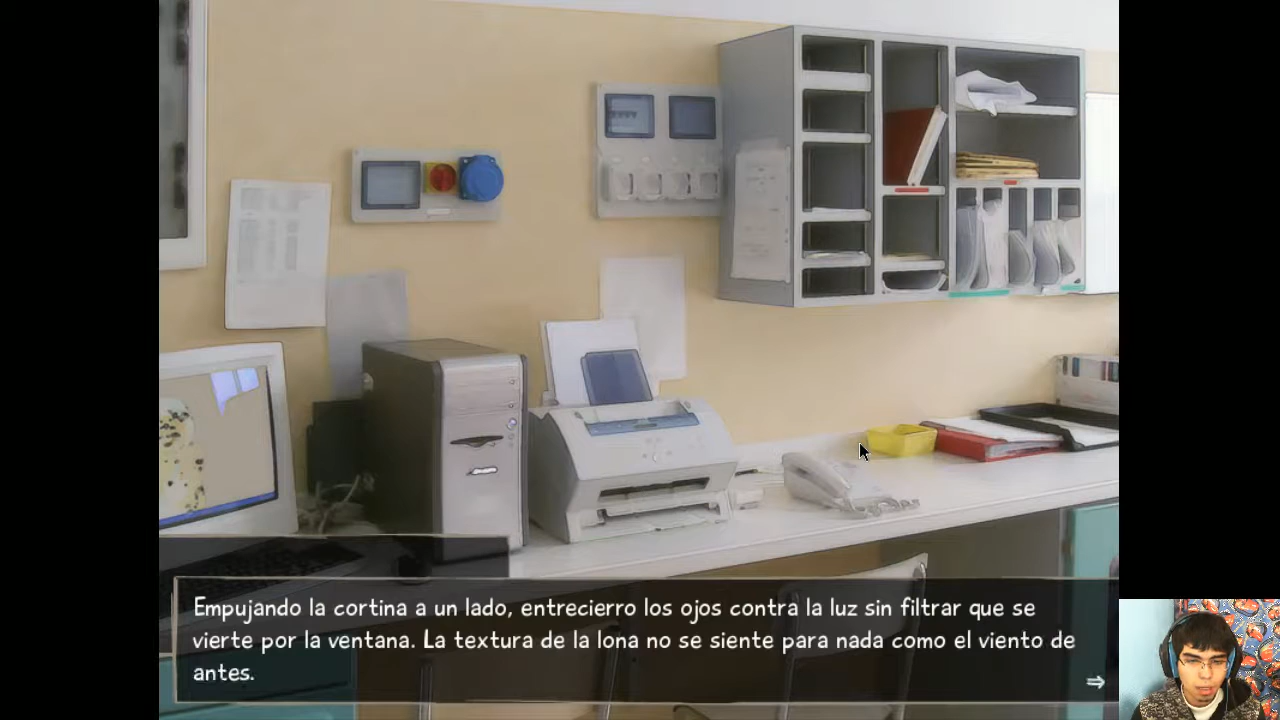 Empujando la cortina a un lado, entrecierro los ojos contra la luz sin filtrar que se
vierte por la ventana. La textura de la lona no se siente para nada como el viento de
antes.